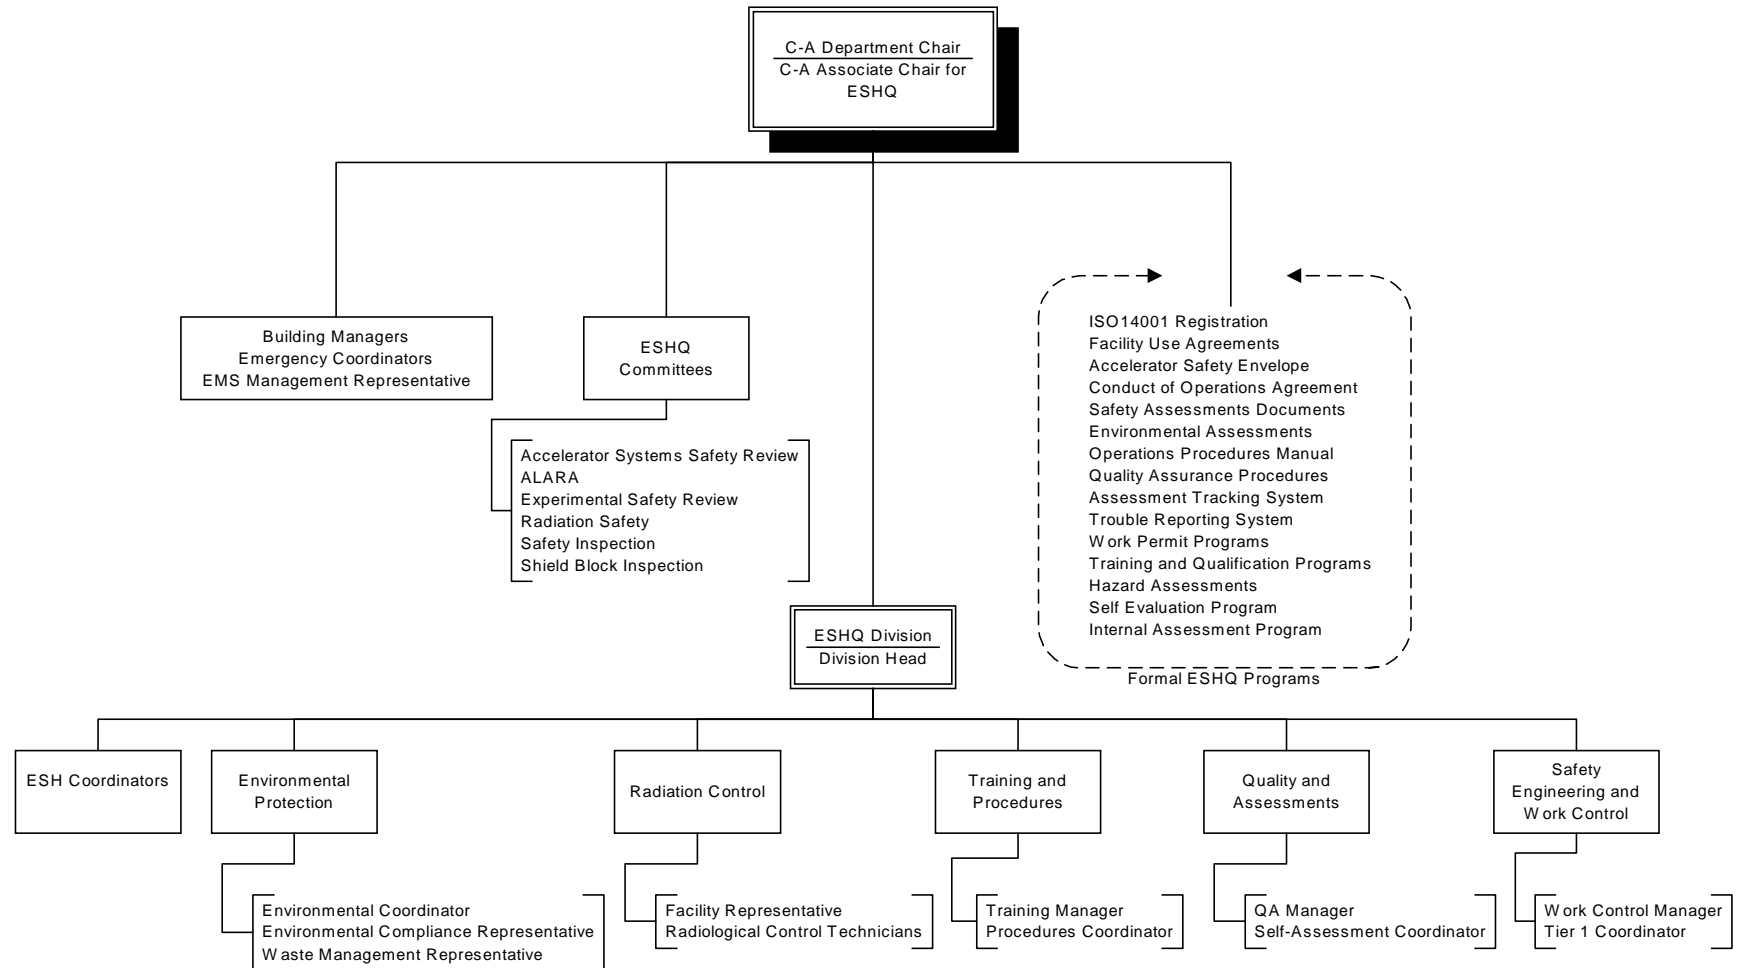 C-A Department Chair
C-A Associate Chair for
ESHQ
Building Managers
Emergency Coordinators
EMS Management Representative
ESHQ
Committees
Accelerator Systems Safety Review
ALARA
Experimental Safety Review
Radiation Safety
Safety Inspection
Shield Block Inspection
ISO14001 Registration
Facility Use Agreements
Accelerator Safety Envelope
Conduct of Operations Agreement
Safety Assessments Documents
Environmental Assessments
Operations Procedures Manual
Quality Assurance Procedures
Assessment Tracking System
Trouble Reporting System
Work Permit Programs
Training and Qualification Programs
Hazard Assessments
Self Evaluation Program
Internal Assessment Program
Formal ESHQ Programs
ESHQ Division
Division Head
ESH Coordinators
Environmental
Protection
Environmental Coordinator
Environmental Compliance Representative
Waste Management Representative
Radiation Control
Facility Representative
Radiological Control Technicians
Training and
Procedures
Training Manager
Procedures Coordinator
Quality and
Assessments
QA Manager
Self-Assessment Coordinator
Safety
Engineering and
Work Control
Work Control Manager
Tier 1 Coordinator